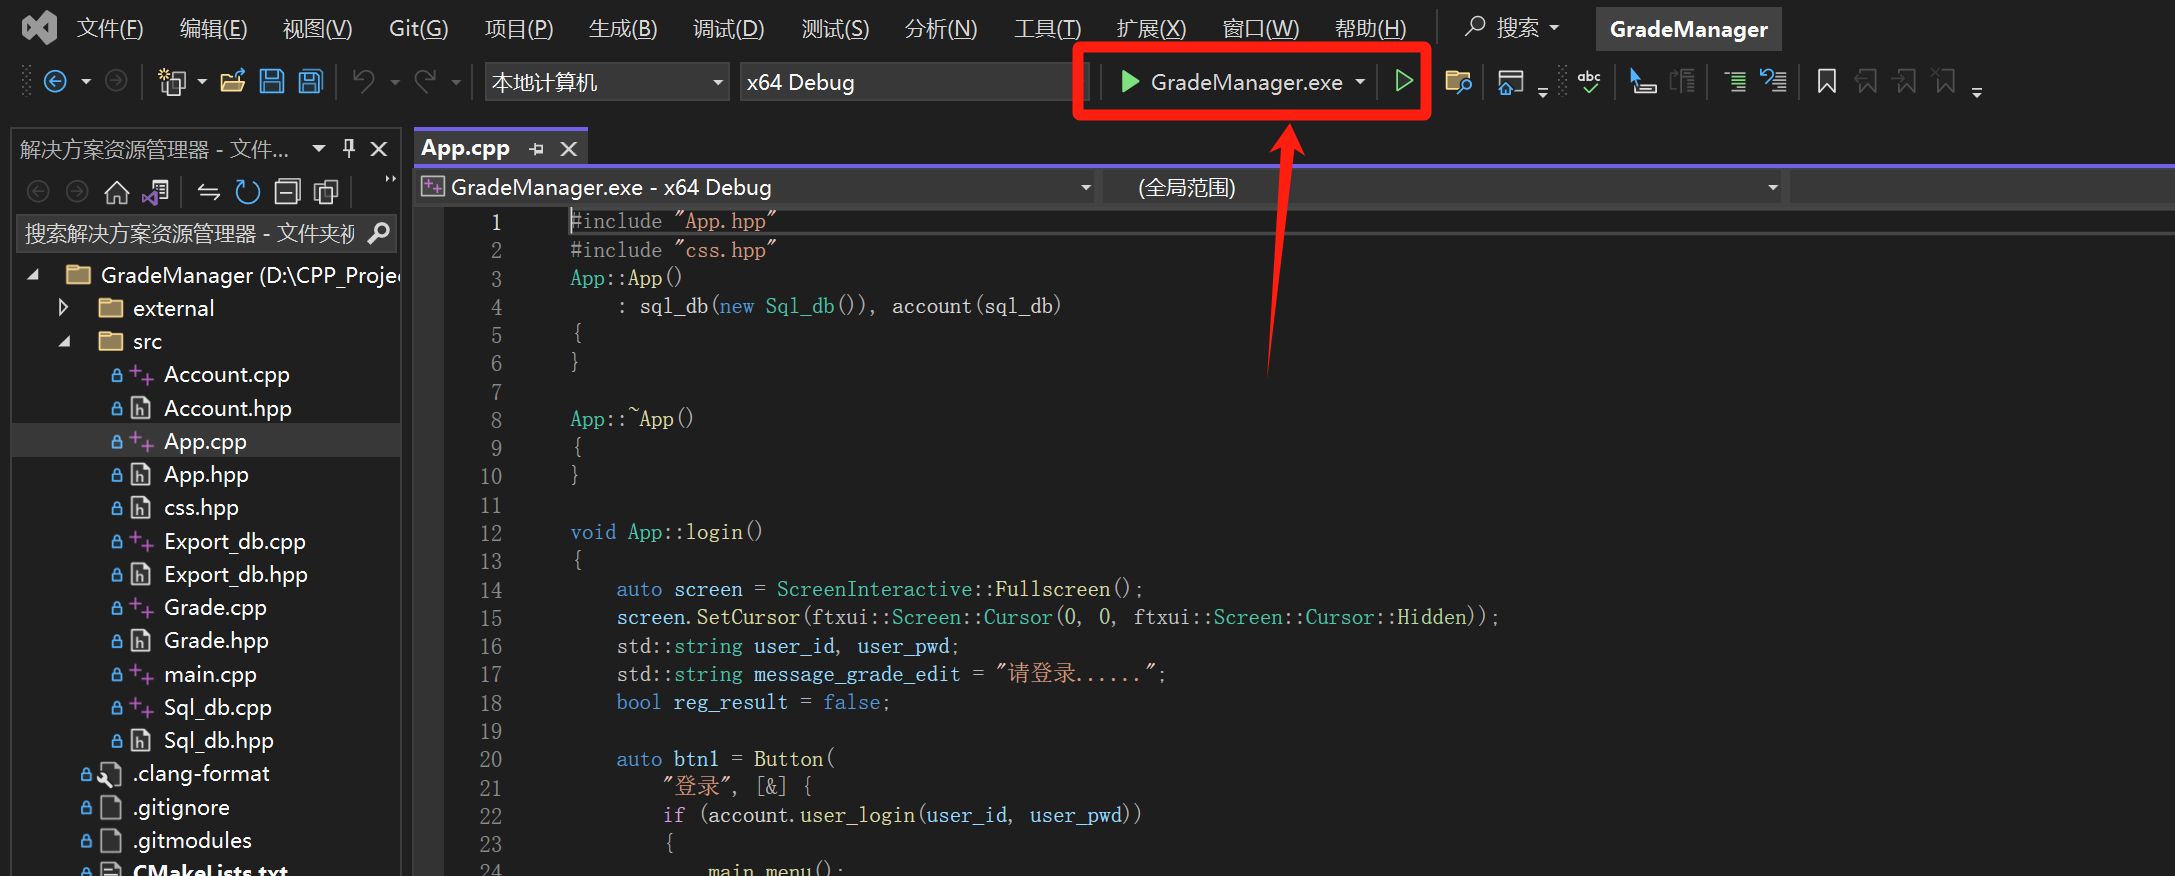 文件(F) 编辑(E) 视图(V) Git(G) 项目(P) 生成(B) 调试(D) 测试(S) 分析(N) 工具(T) 扩展(X) 窗口(W) 帮助(H) 搜索 GradeManager
本地计算机 x64 Debug GradeManager.exe abc
解决方案资源管理器 - 文件...
搜索解决方案资源管理器 - 文件夹视
GradeManager (D:\CPP_Projec
external
src
Account.cpp
Account.hpp
App.cpp
App.hpp
css.hpp
Export_db.cpp
Export_db.hpp
Grade.cpp
Grade.hpp
main.cpp
Sql_db.cpp
Sql_db.hpp
.clang-format
.gitignore
.gitmodules
CMakeLists.txt
App.cpp
GradeManager.exe - x64 Debug (全局范围)
1 #include "App.hpp"
2 #include "css.hpp"
3 App::App()
4 : sql_db(new Sql_db()), account(sql_db)
5 {
6 }
7
8 App::~App()
9 {
10 }
11
12 void App::login()
13 {
14 auto screen = ScreenInteractive::Fullscreen();
15 screen.SetCursor(ftxui::Screen::Cursor(0, 0, ftxui::Screen::Cursor::Hidden));
16 std::string user_id, user_pwd;
17 std::string message_grade_edit = "请登录......";
18 bool reg_result = false;
19
20 auto btnl = Button(
21 "登录", [&] {
22 if (account.user_login(user_id, user_pwd))
23 {
24 main_menu();